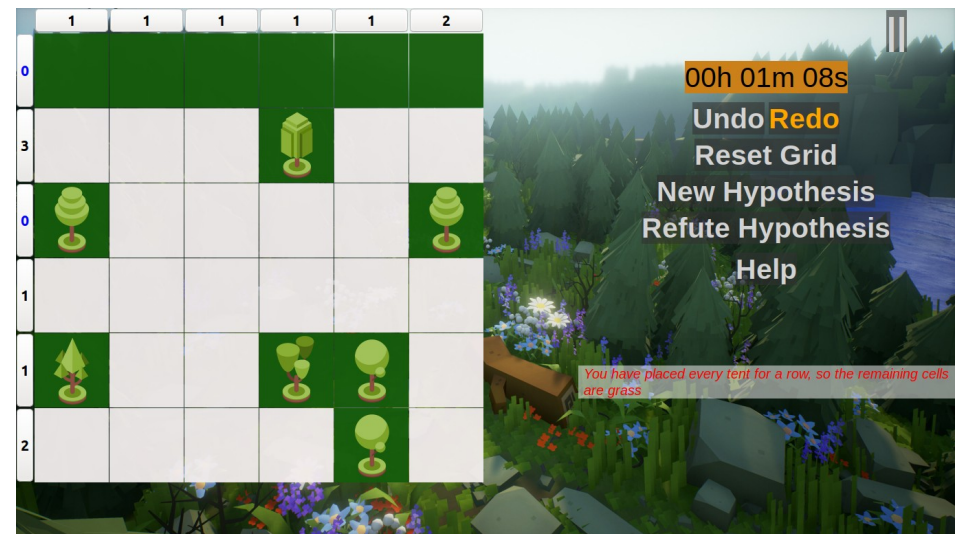 1 1 1 1 1 2
0
3
0
1
1
2
00h 01m 08s
Undo Redo
Reset Grid
New Hypothesis
Refute Hypothesis
Help
You have placed every tent for a row, so the remaining cells
are grass